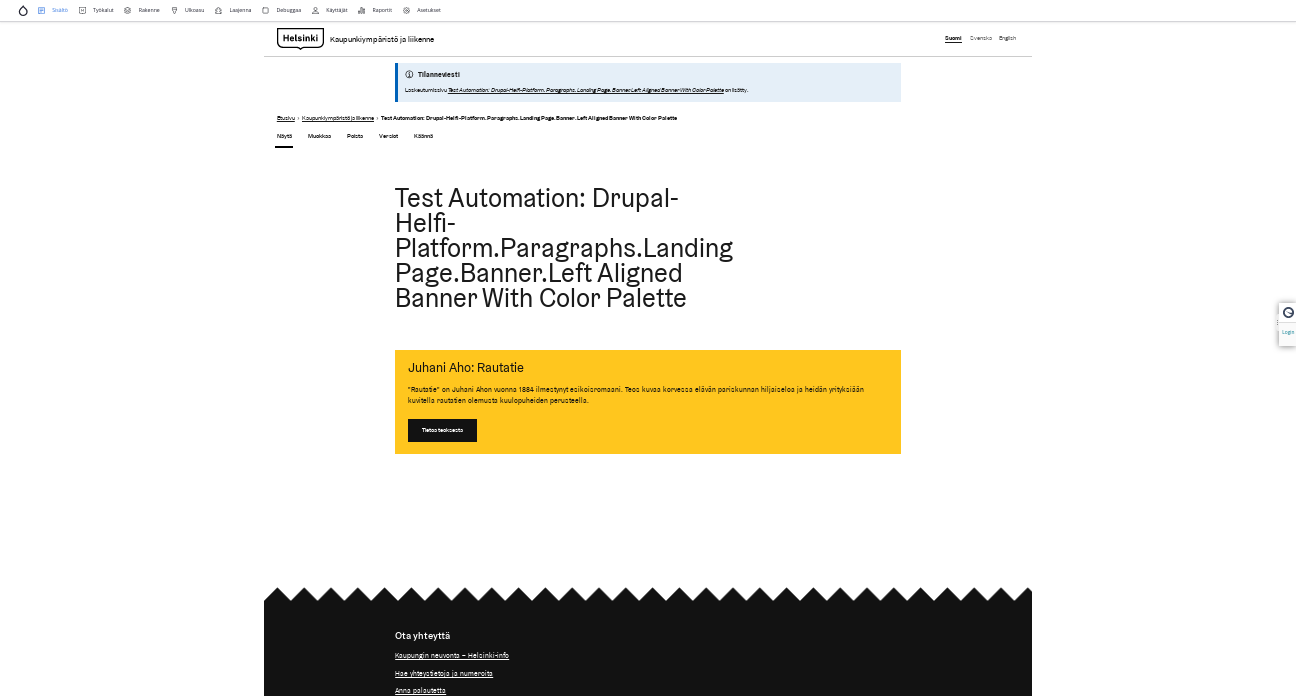 Sisältö Työkalut Rakenne Ulkoasu Laajenna Debuggaa Käyttäjät Raportit Asetukset
Helsinki Kaupunkiympäristö ja liikenne Suomi Svenska English
Tilanneviesti
Laskeutumissivu Test Automation: Drupal-Helfi-Platform.Paragraphs.Landing Page.Banner.Left Aligned Banner With Color Palette on lisätty.
Etusivu › Kaupunkiympäristö ja liikenne › Test Automation: Drupal-Helfi-Platform.Paragraphs.Landing Page.Banner.Left Aligned Banner With Color Palette
Näytä Muokkaa Poista Versiot Käännä
Test Automation: Drupal-
Helfi-
Platform.Paragraphs.Landing
Page.Banner.Left Aligned
Banner With Color Palette
Login
Juhani Aho: Rautatie
"Rautatie" on Juhani Ahon vuonna 1884 ilmestynyt esikoisromaani. Teos kuvaa korvessa elävän pariskunnan hiljaiseloa ja heidän yrityksiään
kuvitella rautatien olemusta kuulopuheiden perusteella.
Tietoa teoksesta
Ota yhteyttä
Kaupungin neuvonta – Helsinki-info
Hae yhteystietoja ja numeroita
Anna palautetta